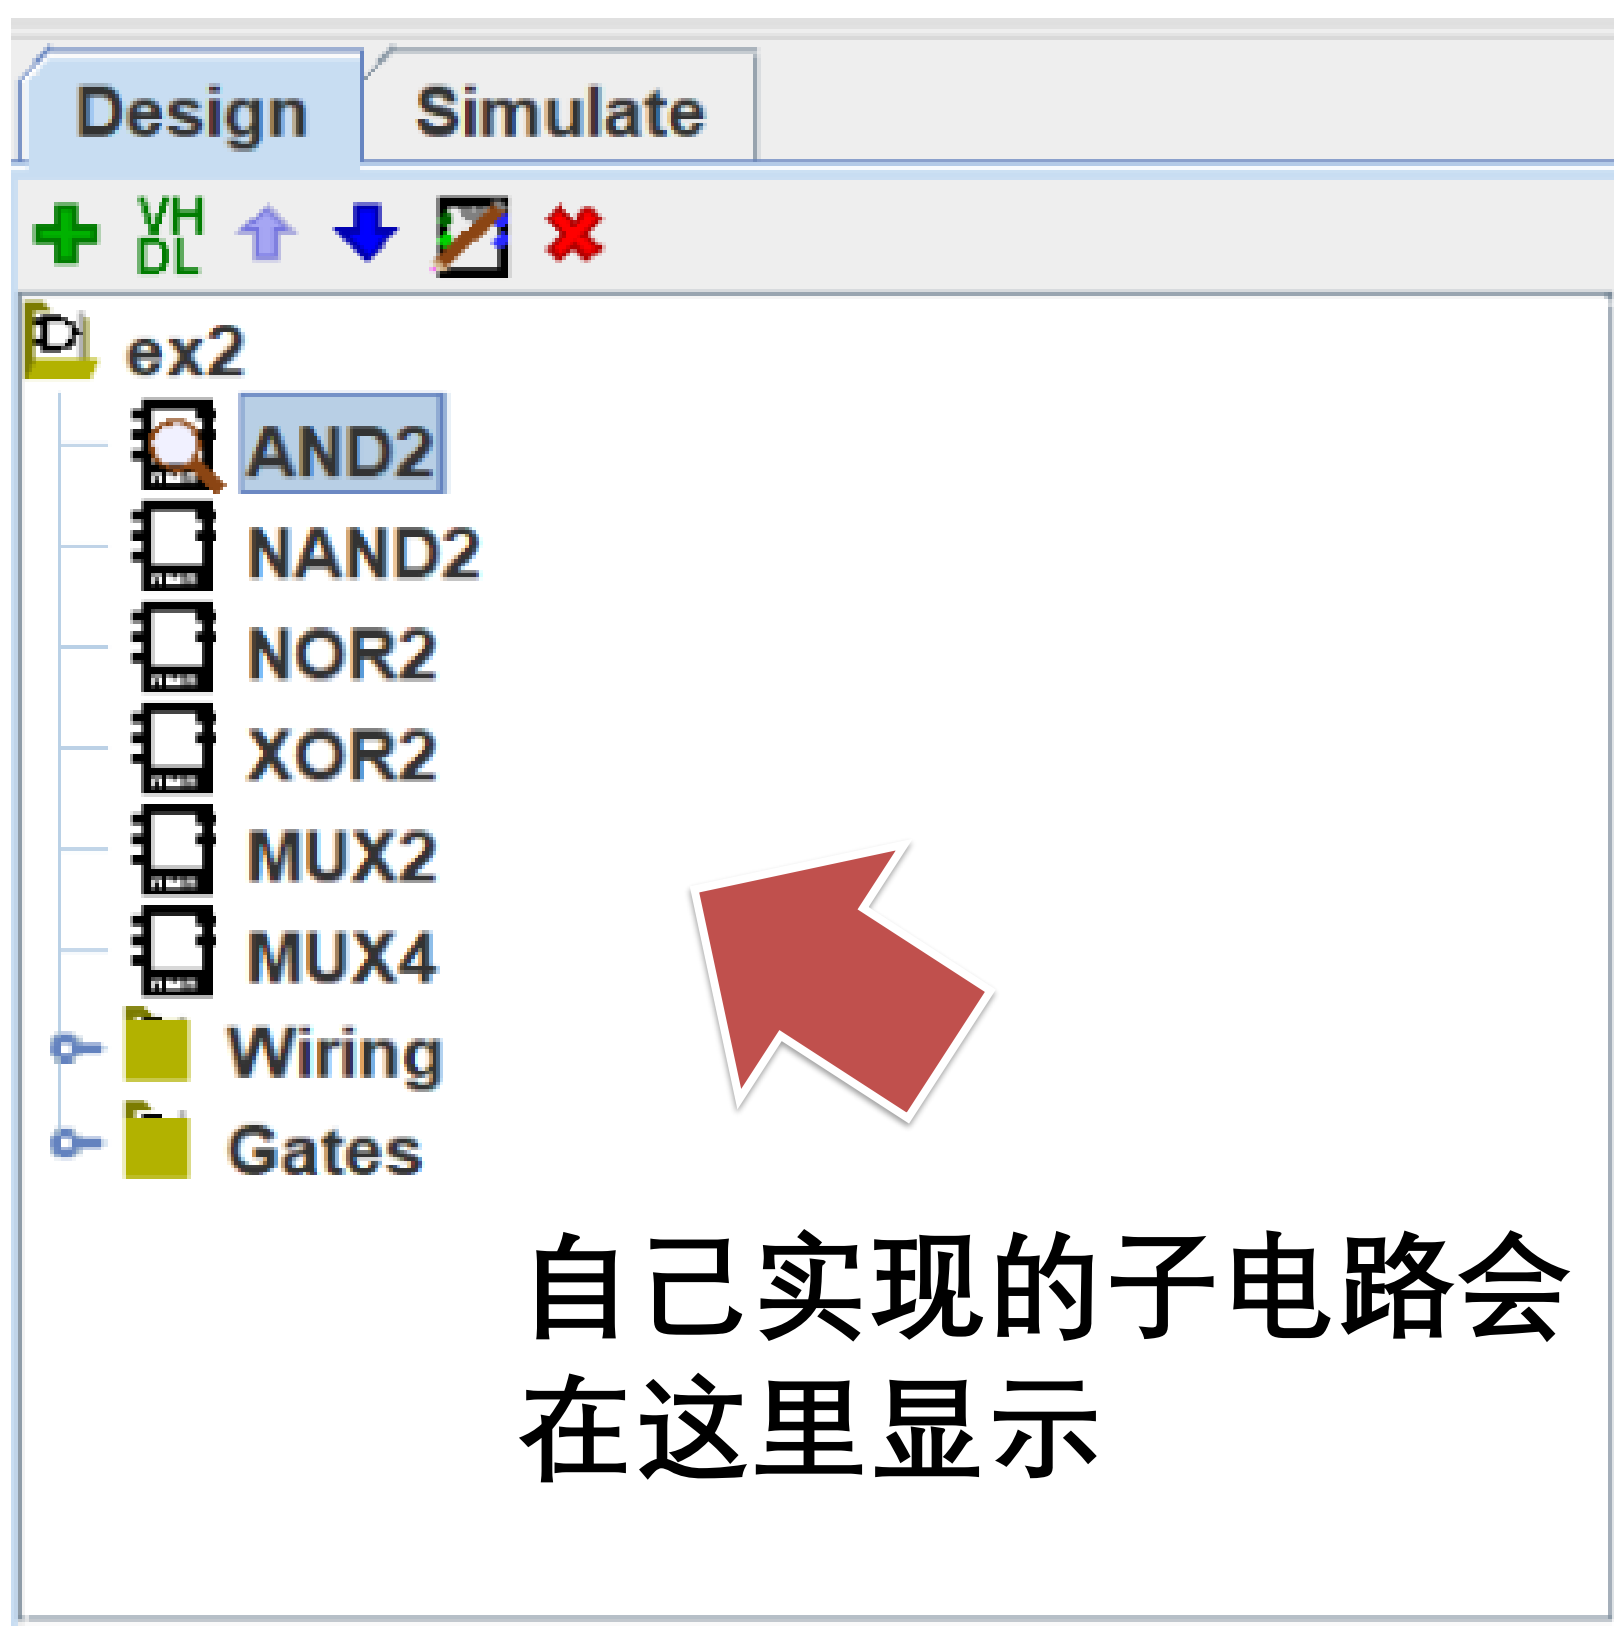 Design Simulate
VH
DL
ex2
AND2
NAND2
NOR2
XOR2
MUX2
MUX4
Wiring
Gates
自己实现的子电路会
在这里显示